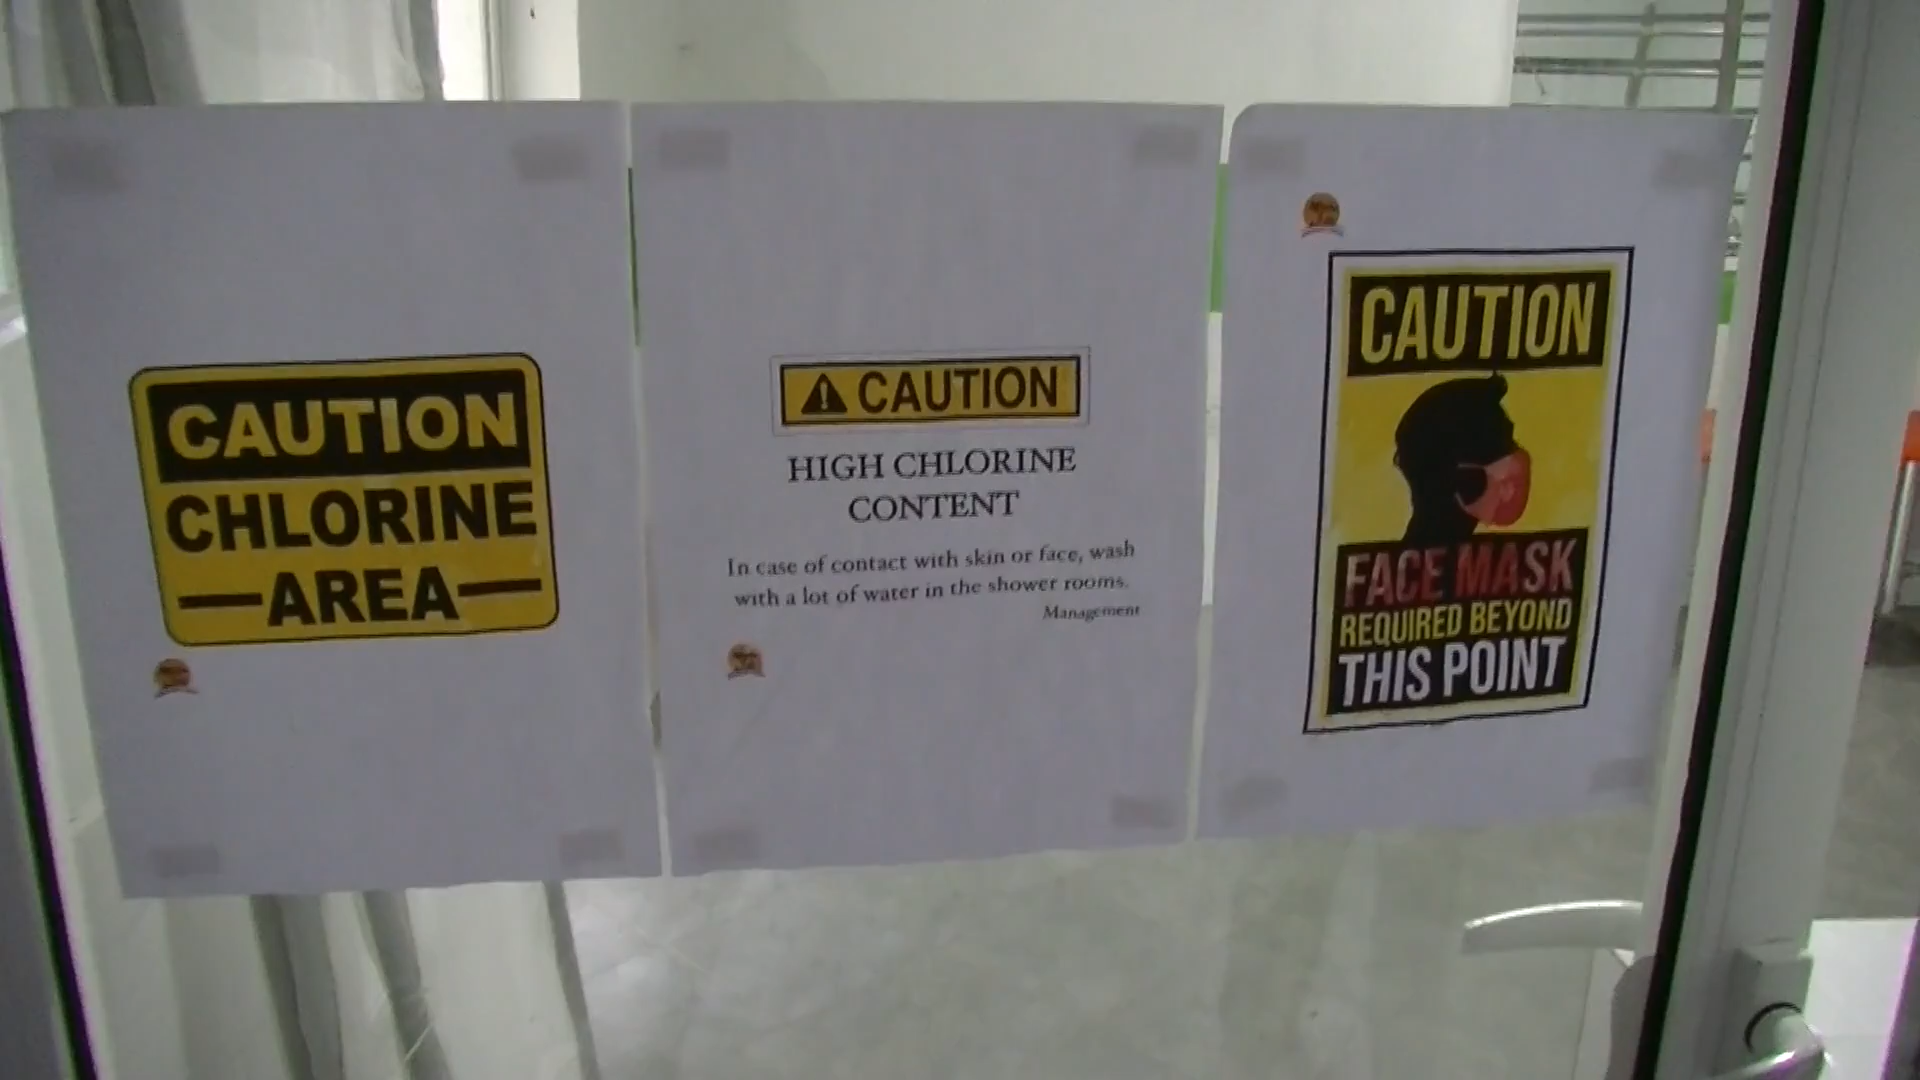 CAUTION
CHLORINE
AREA
CAUTION
HIGH CHLORINE
CONTENT
In case of contact with skin or face, wash
with a lot of water in the shower rooms.
Management
CAUTION
FACE MASK
REQUIRED BEYOND
THIS POINT